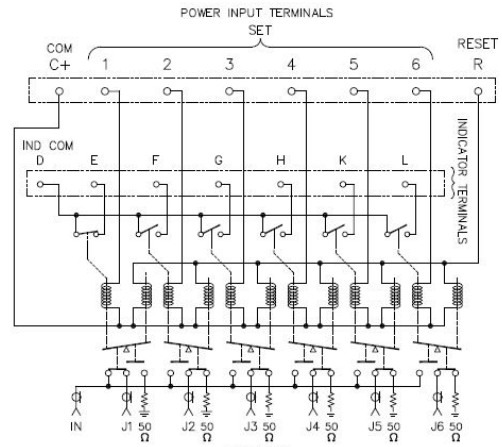 POWER INPUT TERMINALS
SET
COM
C+ 1 2 3 4 5 6
RESET
R
IND COM
D E F G H K L
INDICATOR TERMINALS
IN J1 50 Ω J2 50 Ω J3 50 Ω J4 50 Ω J5 50 Ω J6 50 Ω